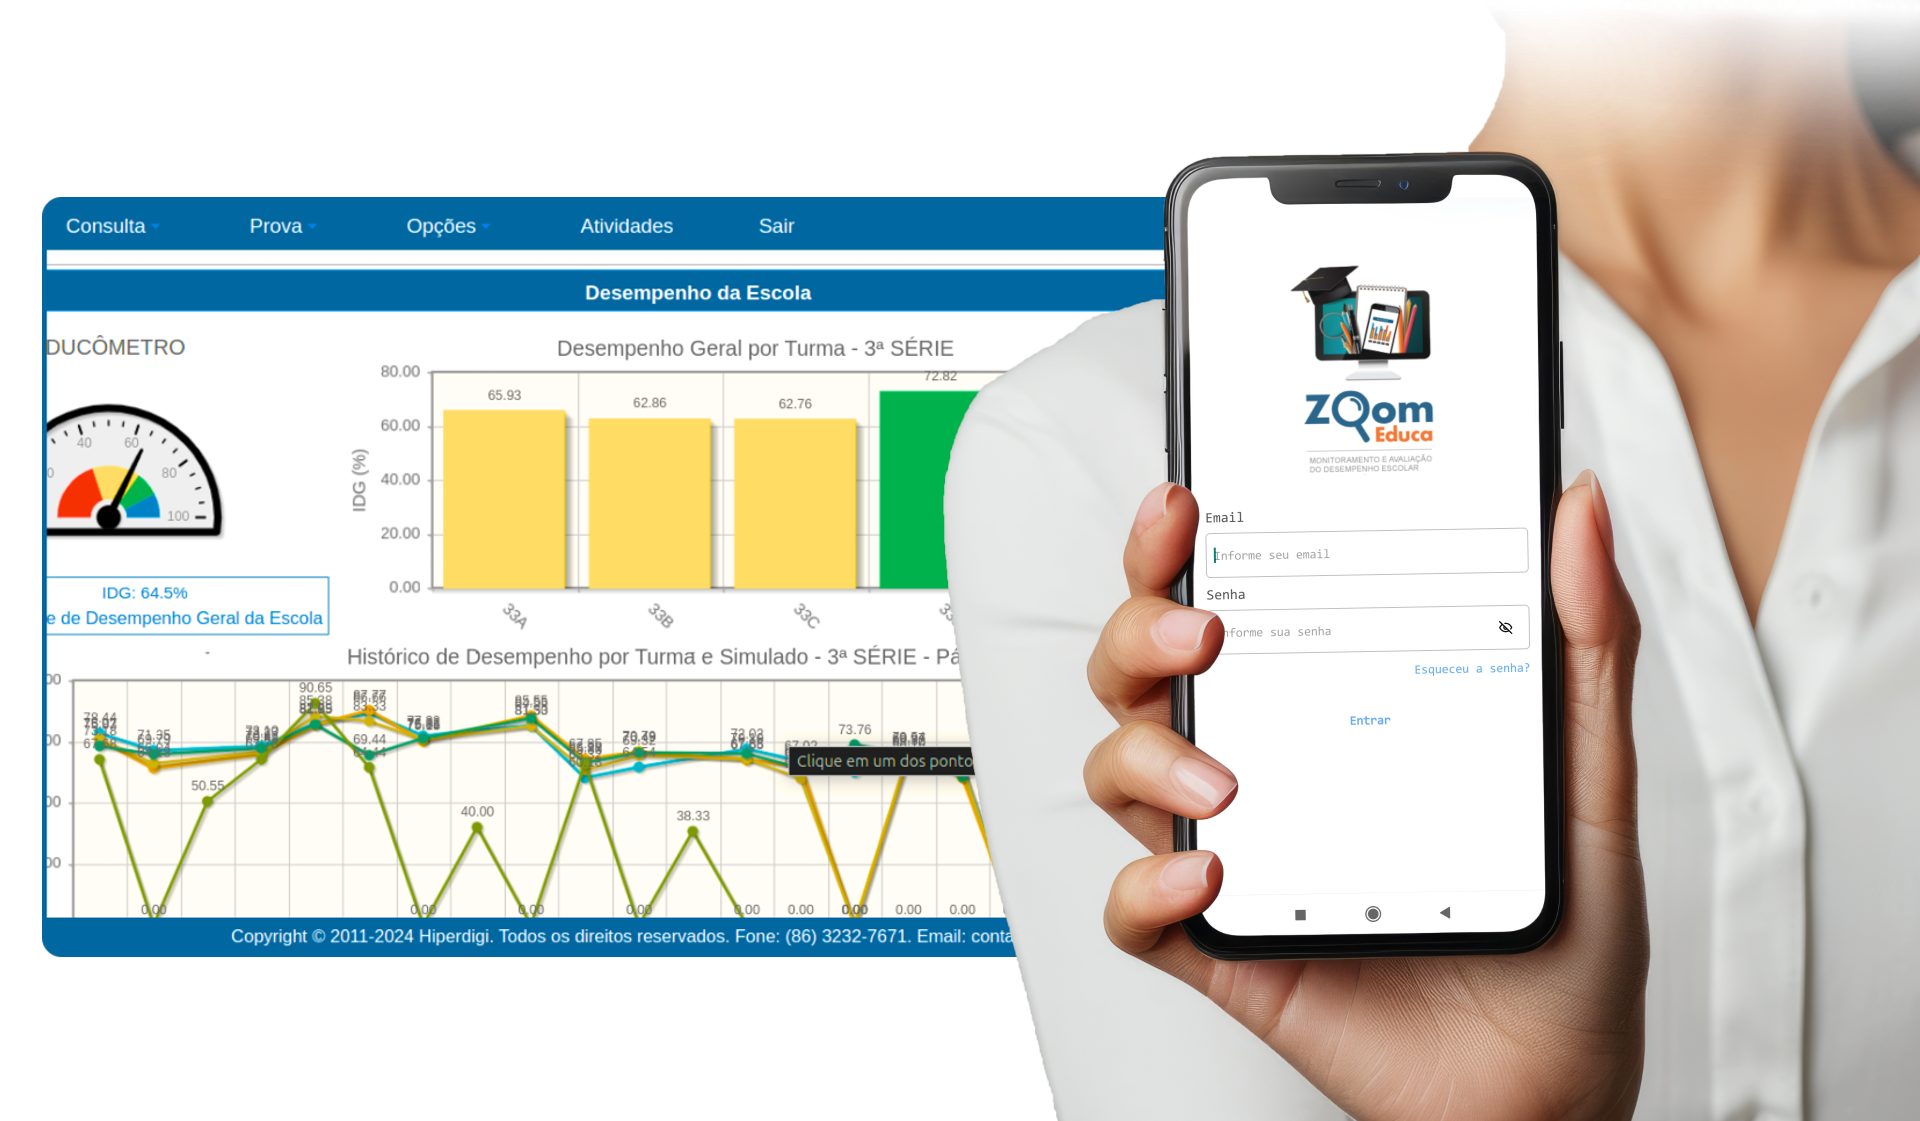 Consulta
Prova
Opções
Atividades
Sair
Desempenho da Escola
DUCÔMETRO
40
60
80
100
IDG: 64.5%
e de Desempenho Geral da Escola
-
Desempenho Geral por Turma - 3ª SÉRIE
IDG (%)
80.00
60.00
40.00
20.00
0.00
65.93
62.86
62.76
72.82
33A
33B
33C
Histórico de Desempenho por Turma e Simulado - 3ª SÉRIE - Pá
90.65
69.44
50.55
40.00
38.33
73.76
Clique em um dos ponto
0.00
0.00
0.00
0.00
0.00
0.00
0.00
0.00
0.00
Copyright © 2011-2024 Hiperdigi. Todos os direitos reservados. Fone: (86) 3232-7671. Email: conta
ZOom
Educa
MONITORAMENTO E AVALIAÇÃO
DO DESEMPENHO ESCOLAR
Email
Informe seu email
Senha
nforme sua senha
Esqueceu a senha?
Entrar